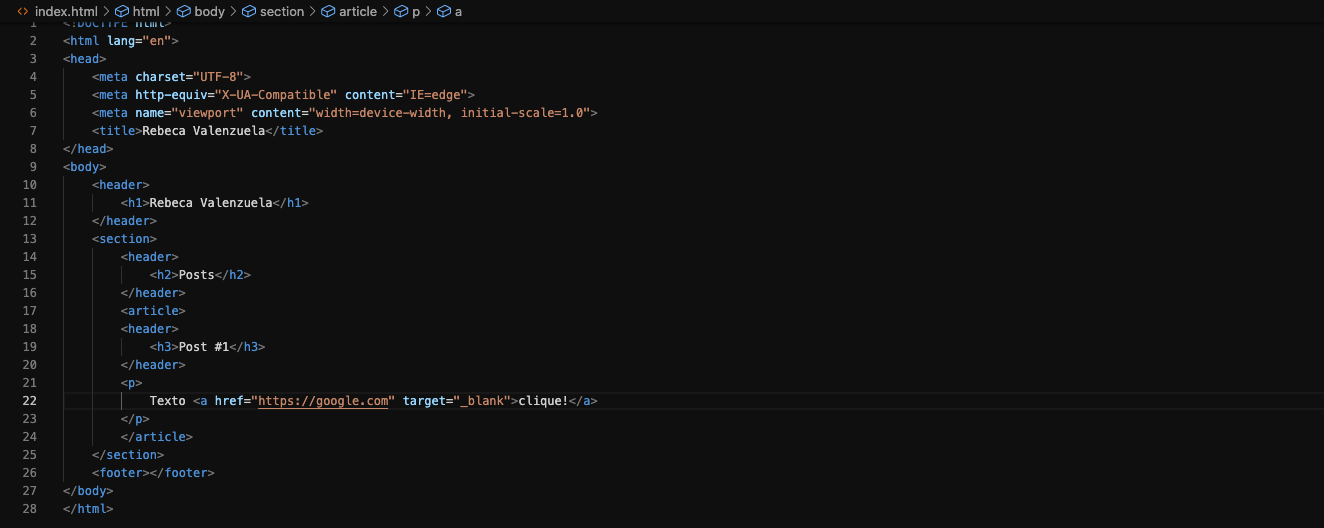 index.html > html > body > section > article > p > a
1 <!DOCTYPE html>
2 <html lang="en">
3 <head>
4     <meta charset="UTF-8">
5     <meta http-equiv="X-UA-Compatible" content="IE=edge">
6     <meta name="viewport" content="width=device-width, initial-scale=1.0">
7     <title>Rebeca Valenzuela</title>
8 </head>
9 <body>
10     <header>
11         <h1>Rebeca Valenzuela</h1>
12     </header>
13     <section>
14         <header>
15             <h2>Posts</h2>
16         </header>
17         <article>
18         <header>
19             <h3>Post #1</h3>
20         </header>
21         <p>
22             Texto <a href="https://google.com" target="_blank">clique!</a>
23         </p>
24         </article>
25     </section>
26     <footer></footer>
27 </body>
28 </html>